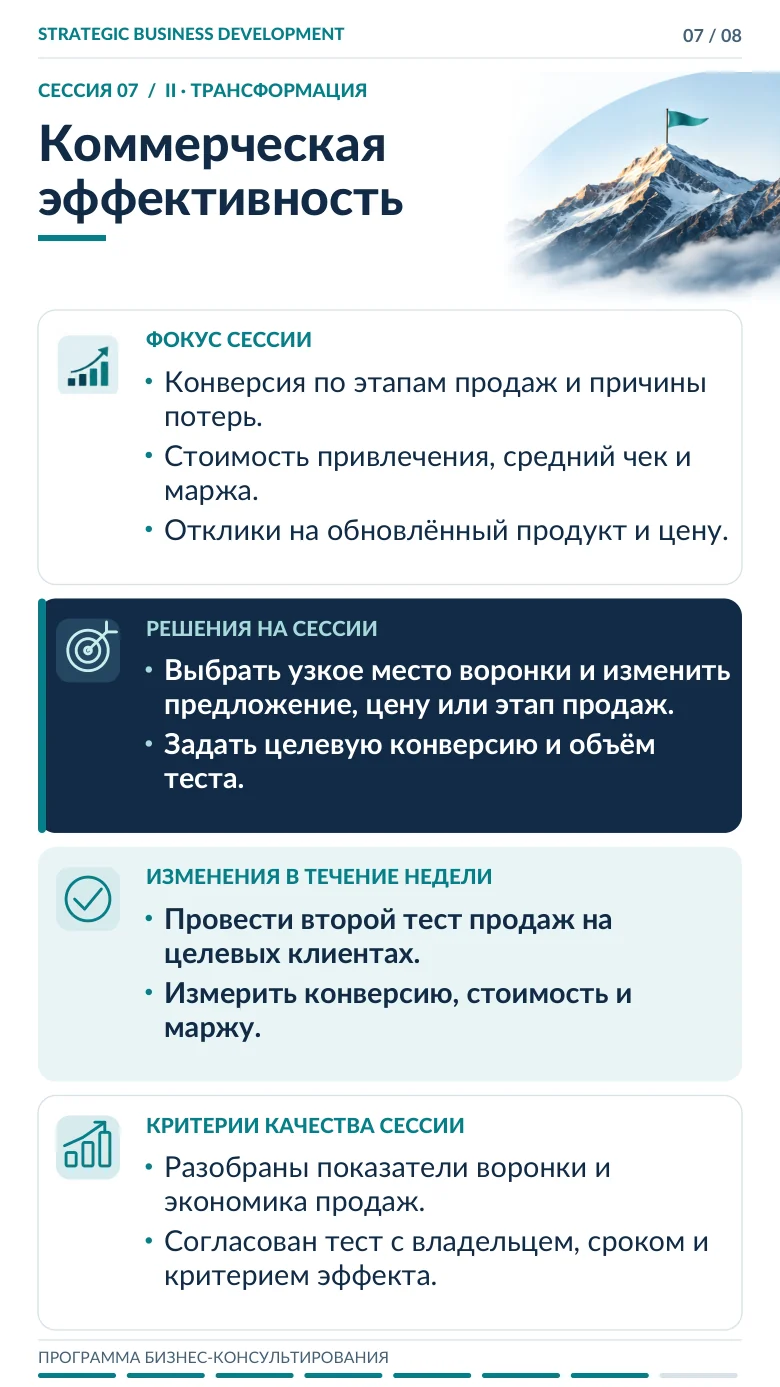 STRATEGIC BUSINESS DEVELOPMENT
07 / 08
СЕССИЯ 07 / II · ТРАНСФОРМАЦИЯ
Коммерческая
эффективность
ФОКУС СЕССИИ
• Конверсия по этапам продаж и причины
потерь.
• Стоимость привлечения, средний чек и
маржа.
• Отклики на обновлённый продукт и цену.
РЕШЕНИЯ НА СЕССИИ
• Выбрать узкое место воронки и изменить
предложение, цену или этап продаж.
• Задать целевую конверсию и объём
теста.
ИЗМЕНЕНИЯ В ТЕЧЕНИЕ НЕДЕЛИ
• Провести второй тест продаж на
целевых клиентах.
• Измерить конверсию, стоимость и
маржу.
КРИТЕРИИ КАЧЕСТВА СЕССИИ
• Разобраны показатели воронки и
экономика продаж.
• Согласован тест с владельцем, сроком и
критерием эффекта.
ПРОГРАММА БИЗНЕС-КОНСУЛЬТИРОВАНИЯ